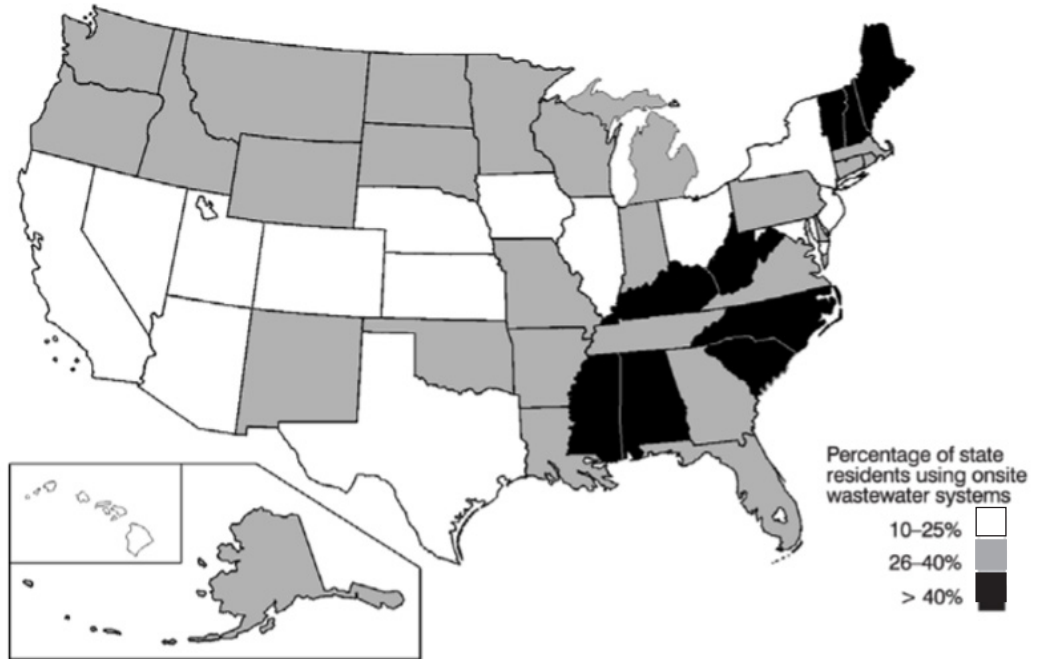 Percentage of state
residents using onsite
wastewater systems
10–25%
26–40%
> 40%